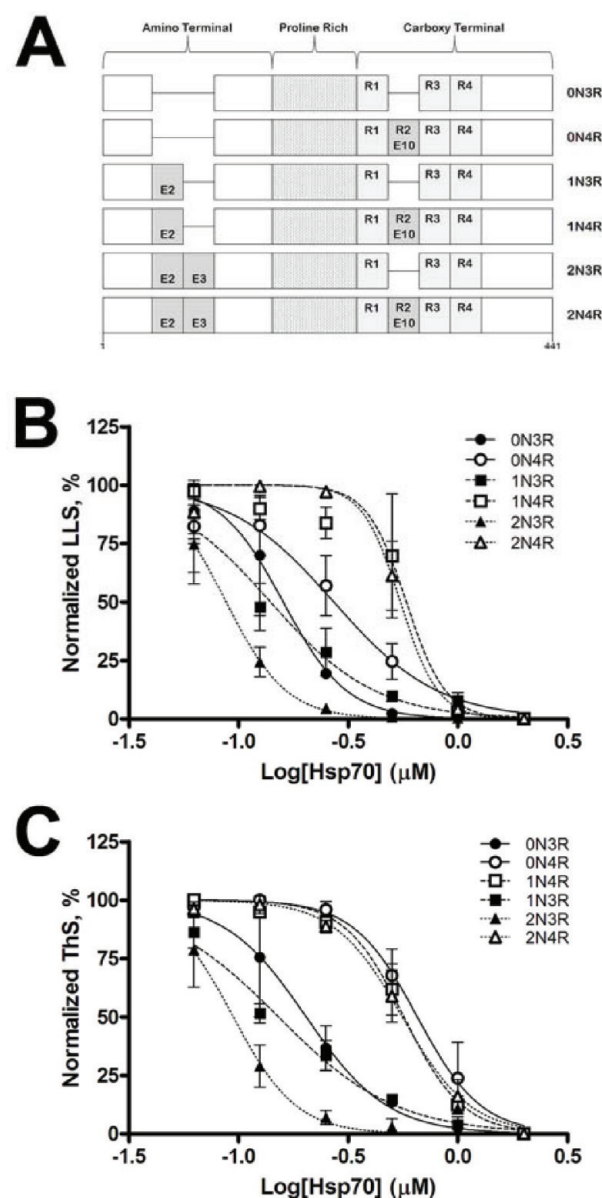 A
Amino Terminal Proline Rich Carboxy Terminal
R1 R3 R4 0N3R
R1 R2 R3 R4 0N4R
E10
E2 R1 R3 R4 1N3R
R1 R2 R3 R4 1N4R
E2 E10
E2 E3 R1 R3 R4 2N3R
R1 R2 R3 R4 2N4R
E2 E3 E10
1 441
B
Normalized LLS, %
125
100
75
50
25
0
-1.5 -1.0 -0.5 0.0 0.5
Log[Hsp70] (μM)
0N3R
0N4R
1N3R
1N4R
2N3R
2N4R
C
Normalized ThS, %
125
100
75
50
25
0
-1.5 -1.0 -0.5 0.0 0.5
Log[Hsp70] (μM)
0N3R
0N4R
1N4R
1N3R
2N3R
2N4R